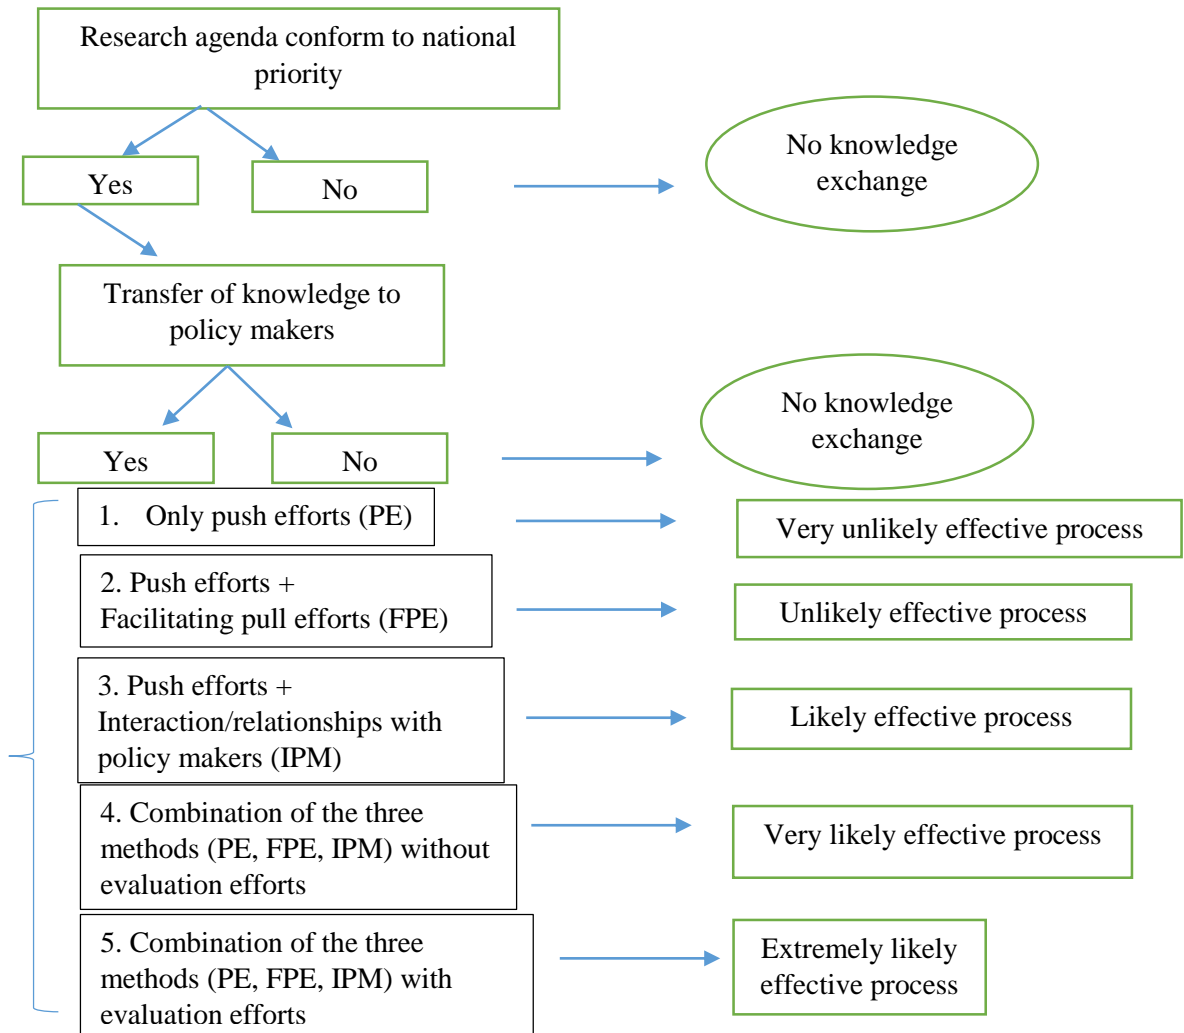 Research agenda conform to national
priority
Yes
No
No knowledge
exchange
Transfer of knowledge to
policy makers
Yes
No
No knowledge
exchange
1. Only push efforts (PE)
Very unlikely effective process
2. Push efforts +
Facilitating pull efforts (FPE)
Unlikely effective process
3. Push efforts +
Interaction/relationships with
policy makers (IPM)
Likely effective process
4. Combination of the three
methods (PE, FPE, IPM) without
evaluation efforts
Very likely effective process
5. Combination of the three
methods (PE, FPE, IPM) with
evaluation efforts
Extremely likely
effective process